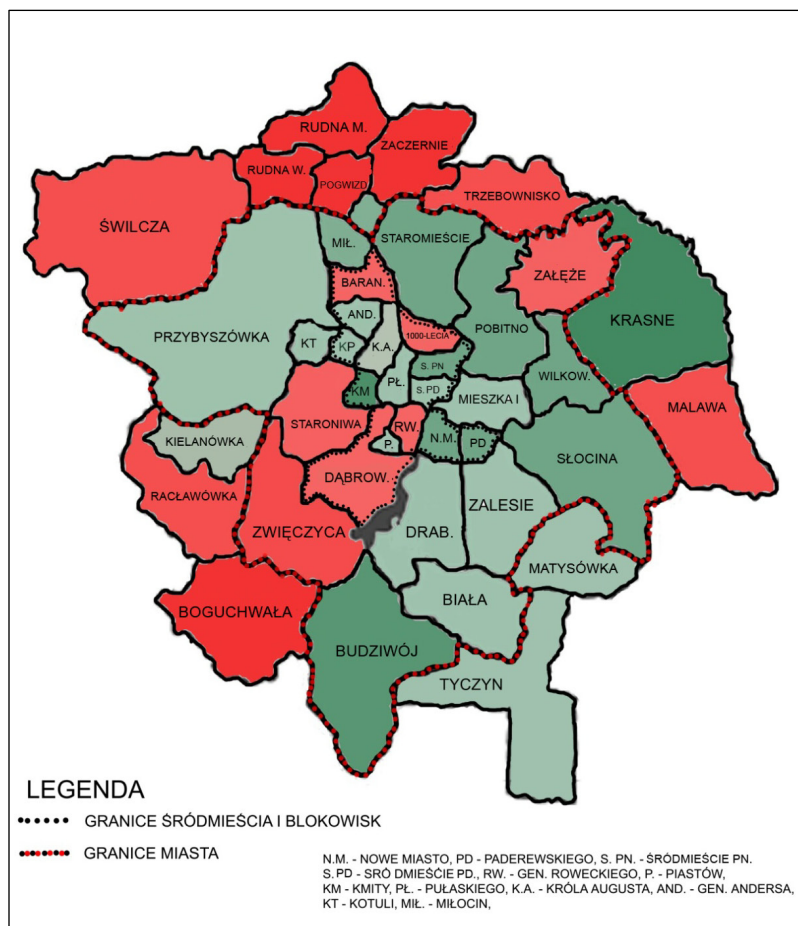 RUDNA M.
ZACZERNIE
RUDNA W.
POGWIZD
TRZEBOWNISKO
ŚWILCZA
MIŁ.
STAROMIEŚCIE
BARAN.
ZAŁĘŻE
AND.
1000-LECIA
POBITNO
KRASNE
PRZYBYSZÓWKA
KT
KP
K.A.
S. PN
WILKOW.
KM
PŁ.
S. PD
MIESZKA I
MALAWA
STARONIWA
RW.
P.
N.M.
PD
KIELANÓWKA
SŁOCINA
DĄBROW.
RACŁAWÓWKA
ZALESIE
ZWIĘCZYCA
DRAB.
MATYSÓWKA
BIAŁA
BOGUCHWAŁA
BUDZIWÓJ
TYCZYN
LEGENDA
GRANICE ŚRÓDMIEŚCIA I BLOKOWISK
GRANICE MIASTA
N.M. - NOWE MIASTO, PD - PADEREWSKIEGO, S. PN. - ŚRÓDMIEŚCIE PN.
S.PD - SRÓ DMIEŚĆIE PD., RW. - GEN. ROWECKIEGO, P. - PIASTÓW,
KM - KMITY, PŁ. - PUŁASKIEGO, K.A. - KRÓLA AUGUSTA, AND. - GEN. ANDERSA,
KT - KOTULI, MIŁ. - MIŁOCIN,